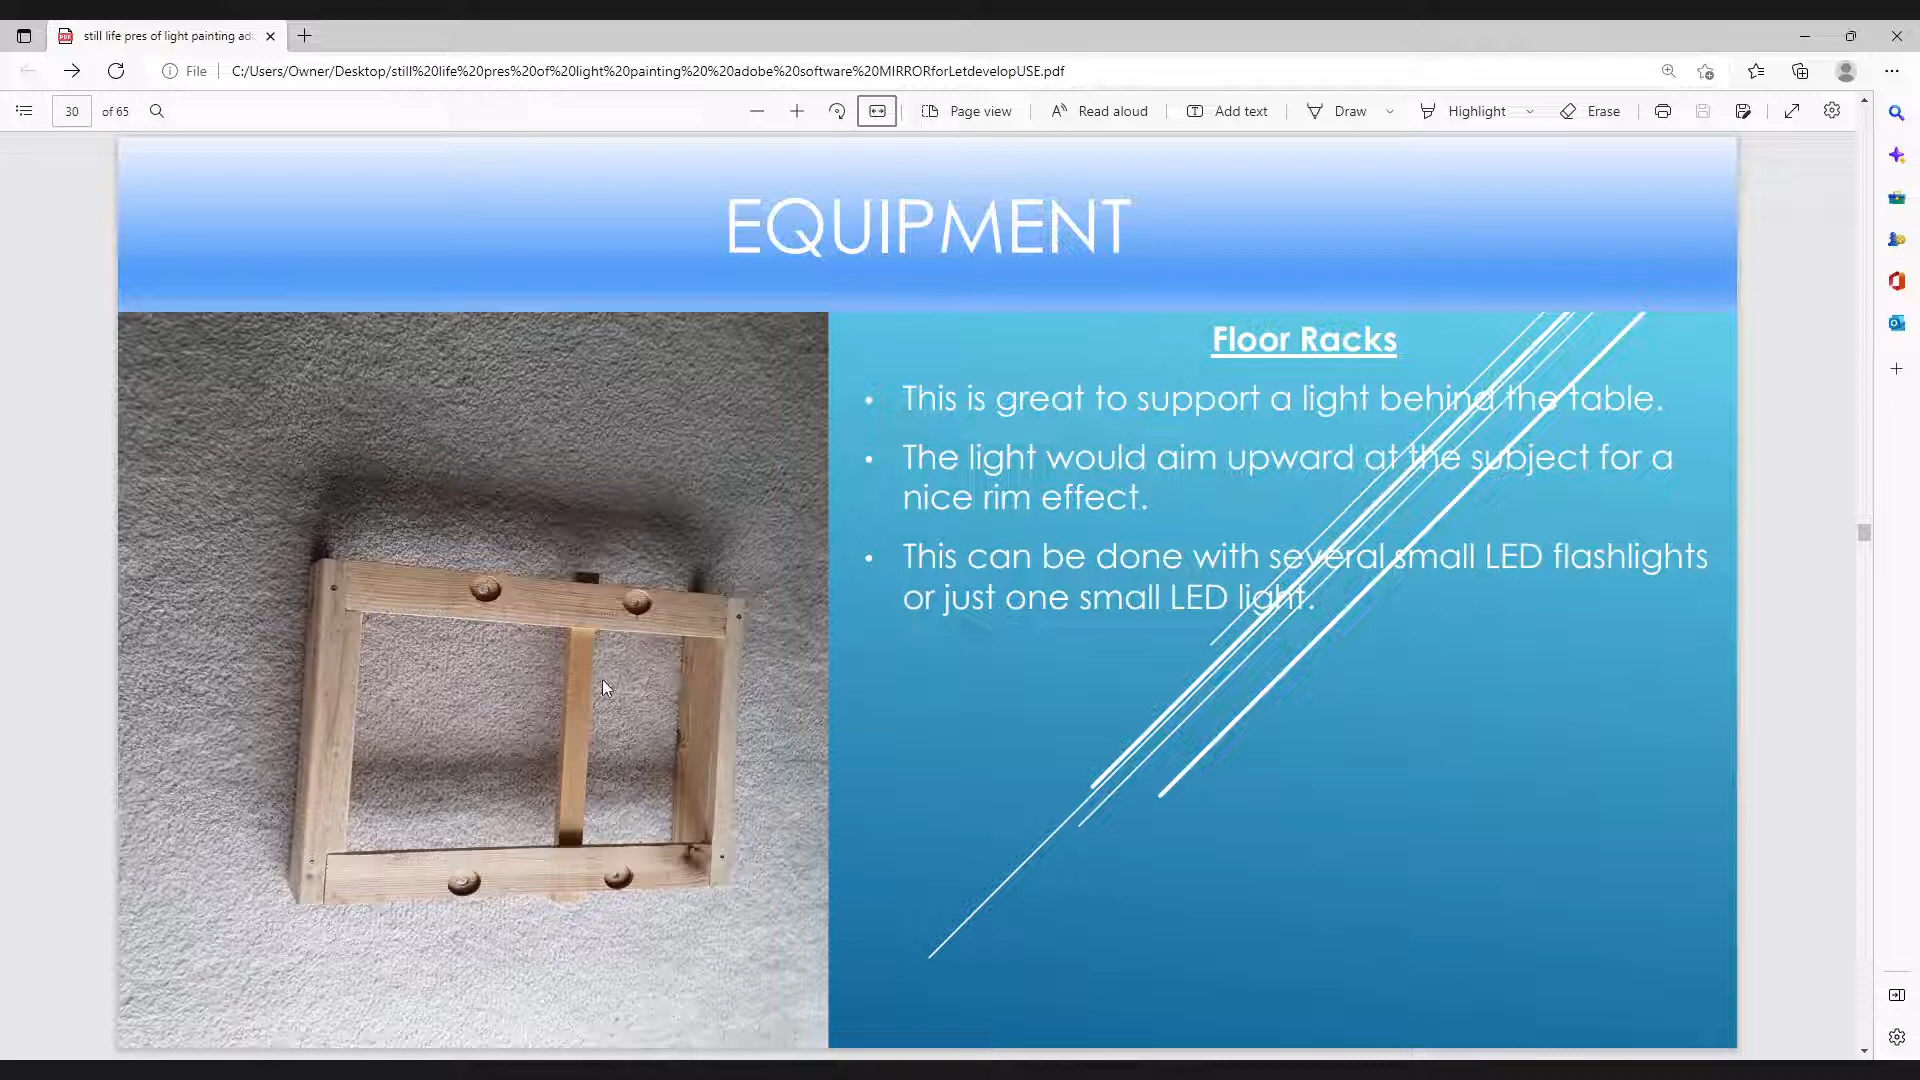 still life pres of light painting ad
File
C:/Users/Owner/Desktop/still%20life%20pres%20of%20light%20painting%20%20adobe%20software%20MIRRORforLetdevelopUSE.pdf
30 of 65
Page view
Read aloud
Add text
Draw
Highlight
Erase
EQUIPMENT
Floor Racks
• This is great to support a light behind the table.
• The light would aim upward at the subject for a
nice rim effect.
• This can be done with several small LED flashlights
or just one small LED light.